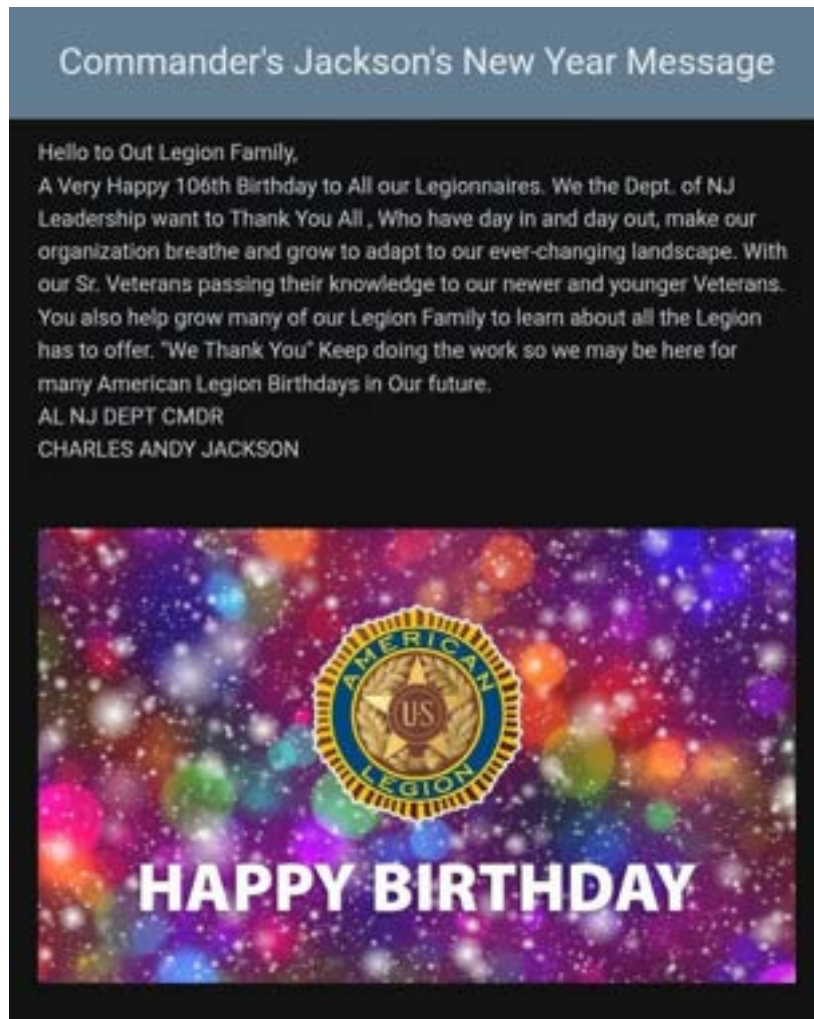 Commander's Jackson's New Year Message
Hello to Out Legion Family,
A Very Happy 106th Birthday to All our Legionnaires. We the Dept. of NJ
Leadership want to Thank You All , Who have day in and day out, make our
organization breathe and grow to adapt to our ever-changing landscape. With
our Sr. Veterans passing their knowledge to our newer and younger Veterans.
You also help grow many of our Legion Family to learn about all the Legion
has to offer. "We Thank You" Keep doing the work so we may be here for
many American Legion Birthdays in Our future.
AL NJ DEPT CMDR
CHARLES ANDY JACKSON
AMERICAN
US
LEGION
HAPPY BIRTHDAY